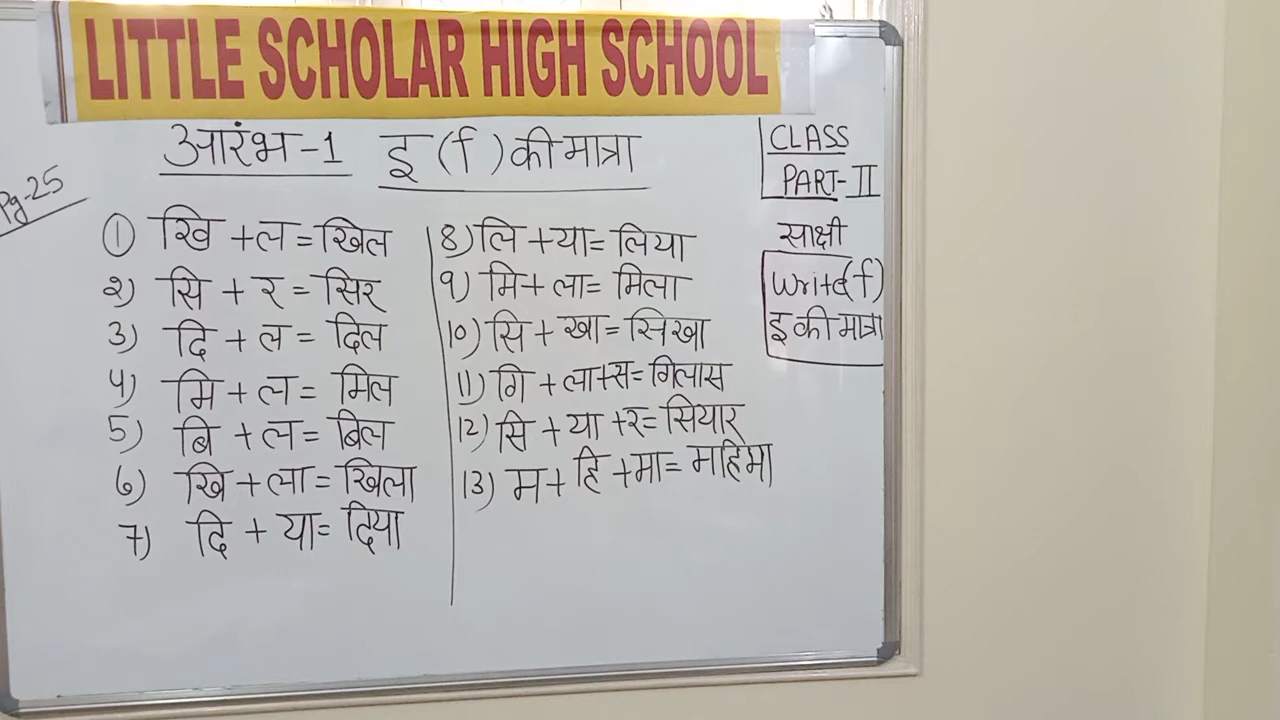 LITTLE SCHOLAR HIGH SCHOOL
आरंभ-1 इ (ि) की मात्रा
Pg-25
CLASS
PART-II
साक्षी
Write (ि)
इ की मात्रा
① खि + ल = खिल
2) सि + र = सिर
3) दि + ल = दिल
4) मि + ल = मिल
5) बि + ल = बिल
6) खि + ला = खिला
7) दि + या = दिया
8) लि + या = लिया
9) मि + ला = मिला
10) सि + खा = सिखा
11) गि + ला + स = गिलास
12) सि + या + र = सियार
13) म + हि + मा = महिमा